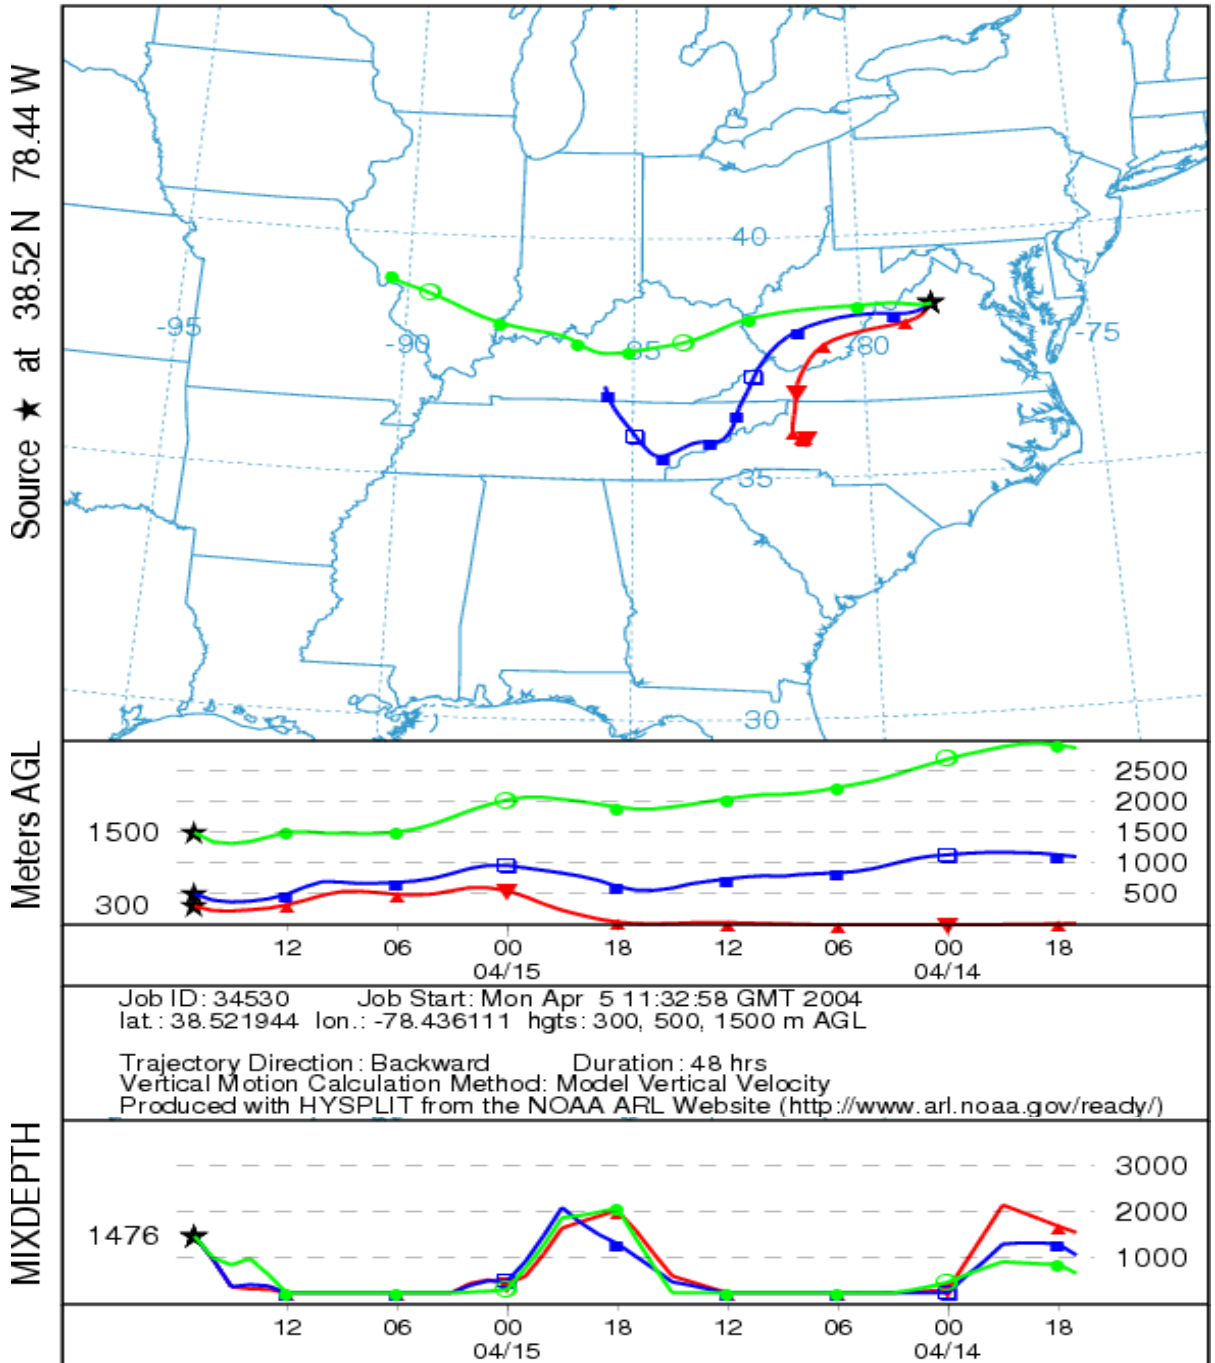 Source ★ at 38.52 N 78.44 W
40
-95
-90
-85
-80
-75
35
30
Meters AGL
2500
2000
1500
1500
1000
500
300
12 06 00 18 12 06 00 18
04/15 04/14
Job ID: 34530 Job Start: Mon Apr 5 11:32:58 GMT 2004
lat.: 38.521944 lon.: -78.436111 hgts: 300, 500, 1500 m AGL
Trajectory Direction: Backward Duration: 48 hrs
Vertical Motion Calculation Method: Model Vertical Velocity
Produced with HYSPLIT from the NOAA ARL Website (http://www.arl.noaa.gov/ready/)
MIXDEPTH
3000
2000
1476
1000
12 06 00 18 12 06 00 18
04/15 04/14